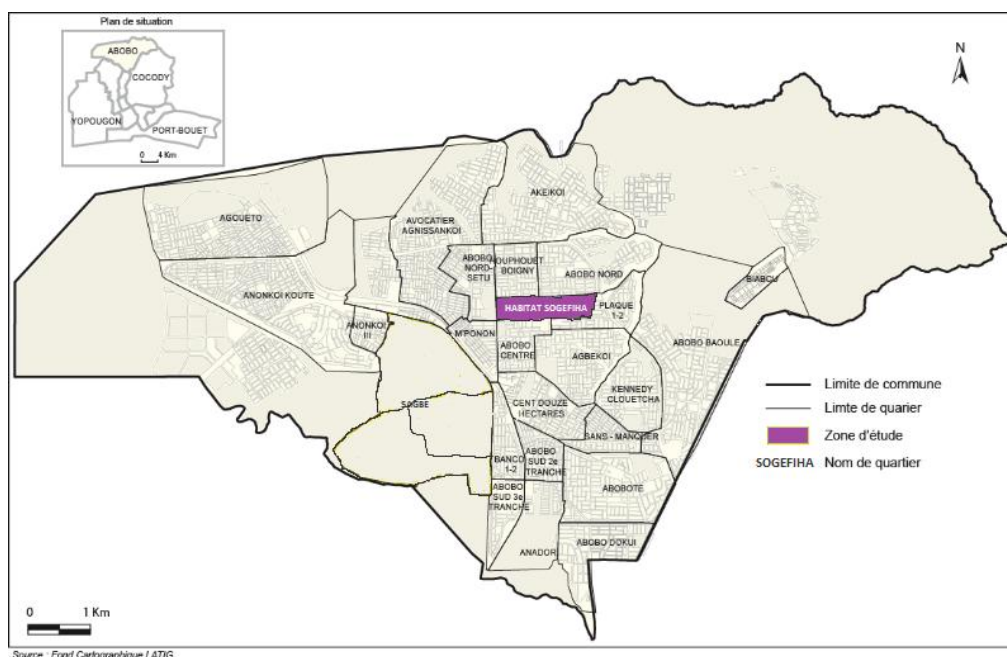 Plan de situation
ABOBO
COCODY
YOPOUGON
PORT-BOUET
0 4 Km
N
AKEIKOI
AGOUETO
AVOCATIER
AGNISSANKOI
ABOBO
NORD-
SETU
HOUPHOUET
BOIGNY
ABOBO NORD
BIABOU
ANONKOI KOUTE
HABITAT SOGEFIHA
PLAQUE
1-2
ANONKOI
III
M'PONON
ABOBO
CENTRE
AGBEKOI
ABOBO BAOULE
KENNEDY
CLOUETCHA
SAGBE
CENT DOUZE
HECTARES
SANS - MANQUER
BANCO
1-2
ABOBO
SUD 2e
TRANCHE
ABOBO
SUD 3e
TRANCHE
ABOBOTE
ANADOR
ABOBO DOKUI
Limite de commune
Limte de quarier
Zone d'étude
SOGEFIHA Nom de quartier
0 1 Km
Source : Fond Cartographique LATIG